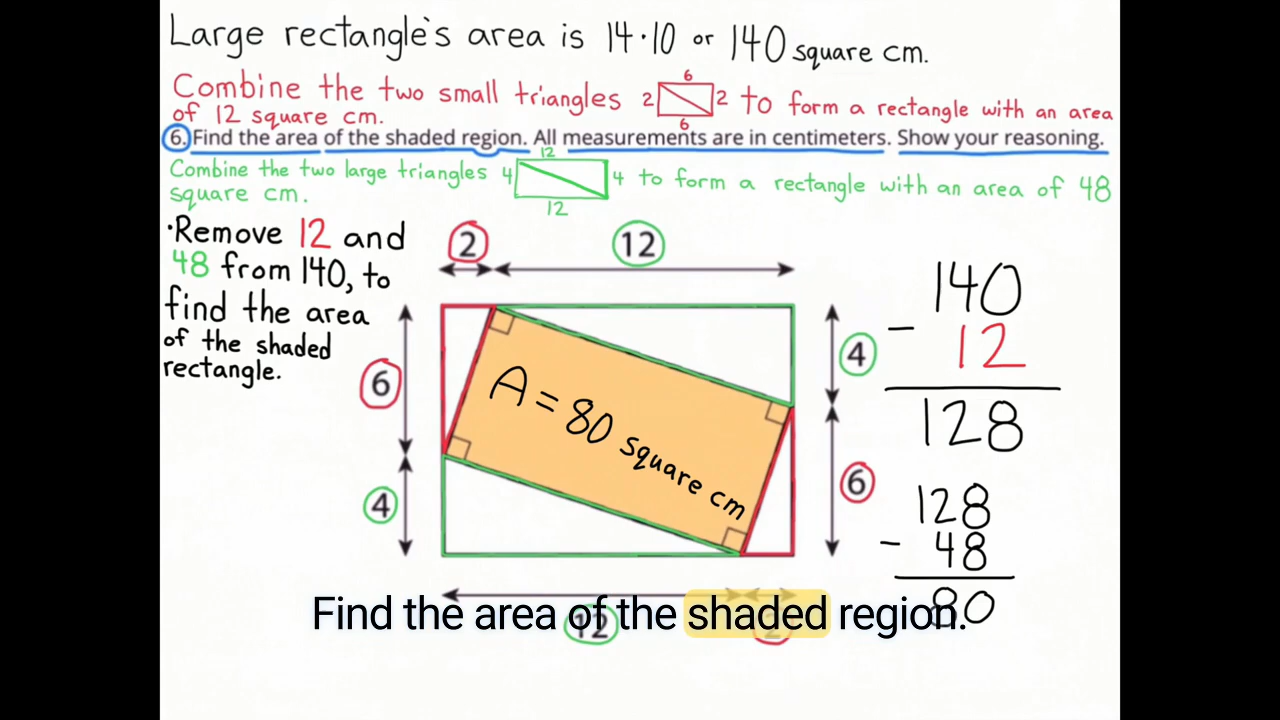 Large rectangle's area is 14·10 or 140 square cm.
Combine the two small triangles 2 6 6 2 to form a rectangle with an area
of 12 square cm.
6. Find the area of the shaded region. All measurements are in centimeters. Show your reasoning.
Combine the two large triangles 4 12 12 4 to form a rectangle with an area of 48
square cm.
·Remove 12 and
48 from 140, to
find the area
of the shaded
rectangle.
2 12
6
4
A = 80 square cm
4
6
12 2
140
- 12
128
128
- 48
80
Find the area of the shaded region.